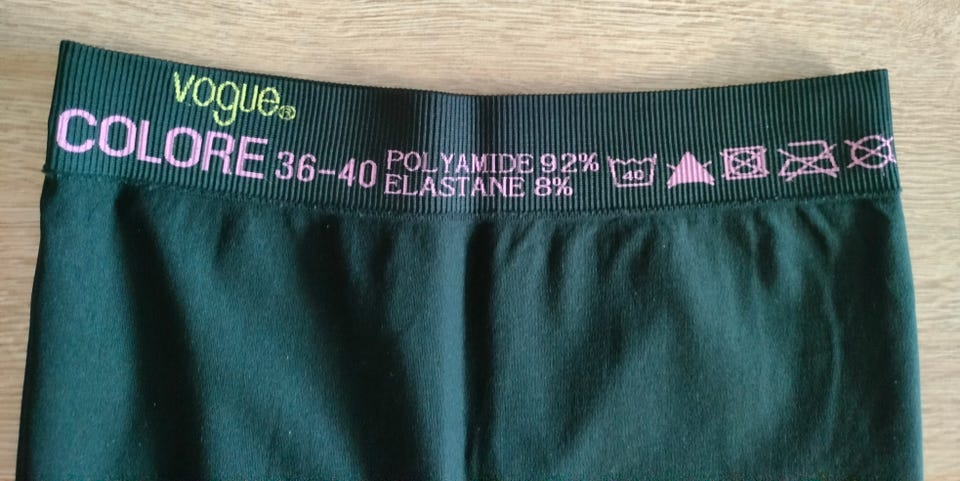 vogue®
COLORE 36-40
POLYAMIDE 92%
ELASTANE 8%
40